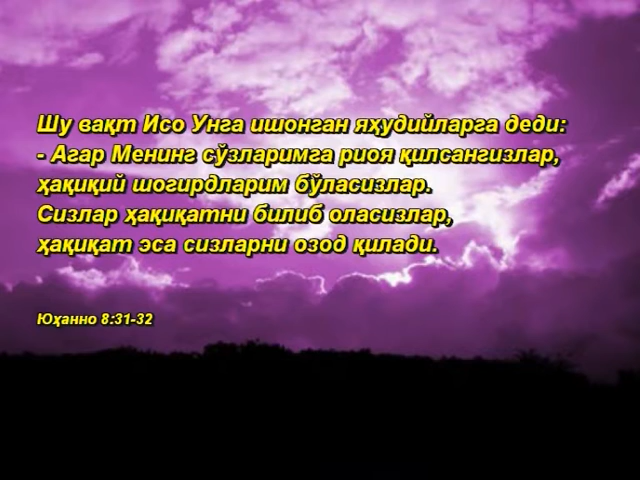 Шу вақт Исо Унга ишонган яҳудийларга деди:
- Агар Менинг сўзларимга риоя қилсангизлар,
ҳақиқий шогирдларим бўласизлар.
Сизлар ҳақиқатни билиб оласизлар,
ҳақиқат эса сизларни озод қилади.
Юҳанно 8:31-32